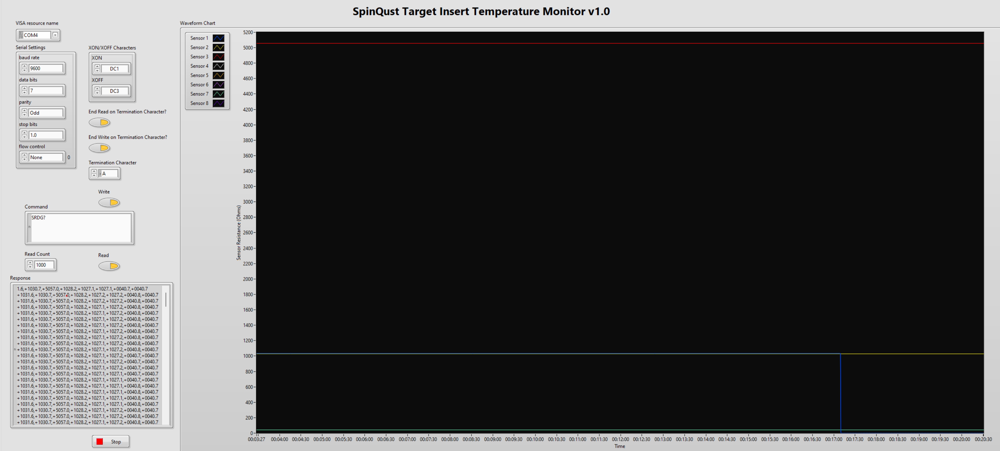 SpinQust Target Insert Temperature Monitor v1.0
VISA resource name
COM4
Serial Settings
baud rate
9600
data bits
7
parity
Odd
stop bits
1.0
flow control
None 0
XON/XOFF Characters
XON
DC1
XOFF
DC3
End Read on Termination Character?
End Write on Termination Character?
Termination Character
x A
Write
Command
SRDG?
n
Read Count
1000
Read
Response
1.6,+1030.7,+5057.0,+1028.2,+1027.1,+1027.1,+0040.7,+0040.7
+1031.6,+1030.7,+5057.0,+1028.2,+1027.2,+1027.2,+0040.8,+0040.7
+1031.6,+1030.7,+5057.0,+1028.2,+1027.2,+1027.2,+0040.8,+0040.7
+1031.6,+1030.7,+5057.0,+1028.2,+1027.1,+1027.2,+0040.8,+0040.7
+1031.6,+1030.7,+5057.0,+1028.2,+1027.1,+1027.2,+0040.8,+0040.7
+1031.6,+1030.7,+5057.0,+1028.2,+1027.1,+1027.2,+0040.8,+0040.7
+1031.6,+1030.7,+5057.0,+1028.2,+1027.1,+1027.2,+0040.8,+0040.7
+1031.6,+1030.7,+5057.0,+1028.2,+1027.1,+1027.2,+0040.8,+0040.7
+1031.6,+1030.7,+5057.0,+1028.2,+1027.1,+1027.2,+0040.8,+0040.7
+1031.6,+1030.7,+5057.0,+1028.2,+1027.1,+1027.2,+0040.8,+0040.7
n +1031.6,+1030.7,+5057.0,+1028.2,+1027.1,+1027.2,+0040.8,+0040.7
+1031.6,+1030.7,+5057.0,+1028.2,+1027.1,+1027.2,+0040.7,+0040.7
+1031.6,+1030.7,+5057.0,+1028.2,+1027.1,+1027.2,+0040.7,+0040.7
+1031.6,+1030.7,+5057.0,+1028.2,+1027.1,+1027.2,+0040.7,+0040.7
+1031.6,+1030.7,+5057.0,+1028.2,+1027.1,+1027.1,+0040.7,+0040.7
+1031.6,+1030.7,+5057.0,+1028.2,+1027.1,+1027.1,+0040.7,+0040.7
+1031.6,+1030.7,+5057.0,+1028.2,+1027.1,+1027.1,+0040.8,+0040.7
+1031.6,+1030.7,+5057.0,+1028.2,+1027.1,+1027.1,+0040.8,+0040.7
+1031.6,+1030.7,+5057.0,+1028.2,+1027.1,+1027.1,+0040.8,+0040.7
+1031.6,+1030.7,+5057.0,+1028.2,+1027.1,+1027.1,+0040.8,+0040.7
+1031.6,+1030.7,+5057.0,+1028.2,+1027.1,+1027.2,+0040.8,+0040.7
+1031.6,+1030.7,+5057.0,+1028.2,+1027.1,+1027.2,+0040.8,+0040.7
+1031.6,+1030.7,+5057.0,+1028.2,+1027.1,+1027.2,+0040.8,+0040.7
Stop
Waveform Chart
Sensor 1
Sensor 2
Sensor 3
Sensor 4
Sensor 5
Sensor 6
Sensor 7
Sensor 8
Sensor Resistance (Ohms)
5200
5000
4800
4600
4400
4200
4000
3800
3600
3400
3200
3000
2800
2600
2400
2200
2000
1800
1600
1400
1200
1000
800
600
400
200
0
00:03:27 00:04:00 00:04:30 00:05:00 00:05:30 00:06:00 00:06:30 00:07:00 00:07:30 00:08:00 00:08:30 00:09:00 00:09:30 00:10:00 00:10:30 00:11:00 00:11:30 00:12:00 00:12:30 00:13:00 00:13:30 00:14:00 00:14:30 00:15:00 00:15:30 00:16:00 00:16:30 00:17:00 00:17:30 00:18:00 00:18:30 00:19:00 00:19:30 00:20:00 00:20:30
Time